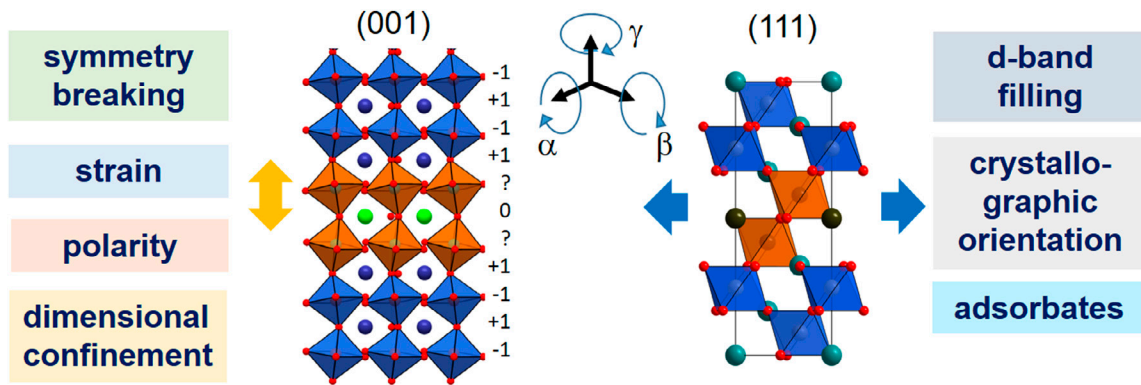 symmetry
breaking
strain
polarity
dimensional
confinement
(001)
-1
+1
-1
+1
?
0
?
+1
-1
+1
-1
γ
α
β
(111)
d-band
filling
crystallo-
graphic
orientation
adsorbates